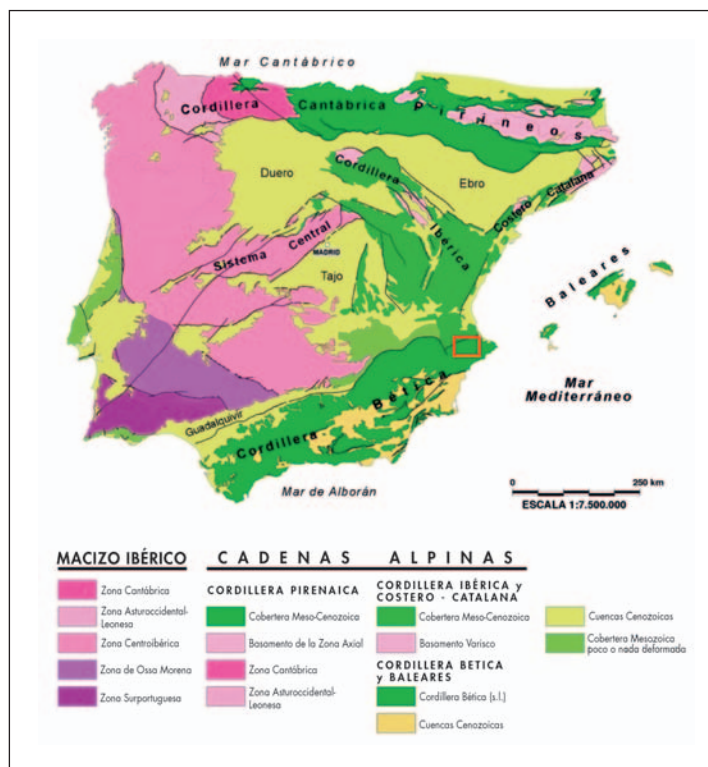 Mar Cantábrico
Cordillera
Cantábrica
Pirineos
Duero
Cordillera
Ibérica
Ebro
Costero
Catalana
Sistema
Central
MADRID
Tajo
Baleares
Mar
Mediterráneo
Guadalquivir
Cordillera
Bética
Mar de Alborán
0 250 km
ESCALA 1:7.500.000
MACIZO IBÉRICO
Zona Cantábrica
Zona Asturoccidental-
Leonesa
Zona Centroibérica
Zona de Ossa Morena
Zona Surportuguesa
CADENAS ALPINAS
CORDILLERA PIRENAICA
Cobertera Meso-Cenozoica
Basamento de la Zona Axial
Zona Cantábrica
Zona Asturoccidental-
Leonesa
CORDILLERA IBÉRICA y
COSTERO - CATALANA
Cobertera Meso-Cenozoica
Basamento Varisco
CORDILLERA BETICA
y BALEARES
Cordillera Bética (s.l.)
Cuencas Cenozoicas
Cuencas Cenozoicas
Cobertera Mesozoica
poco o nada deformada